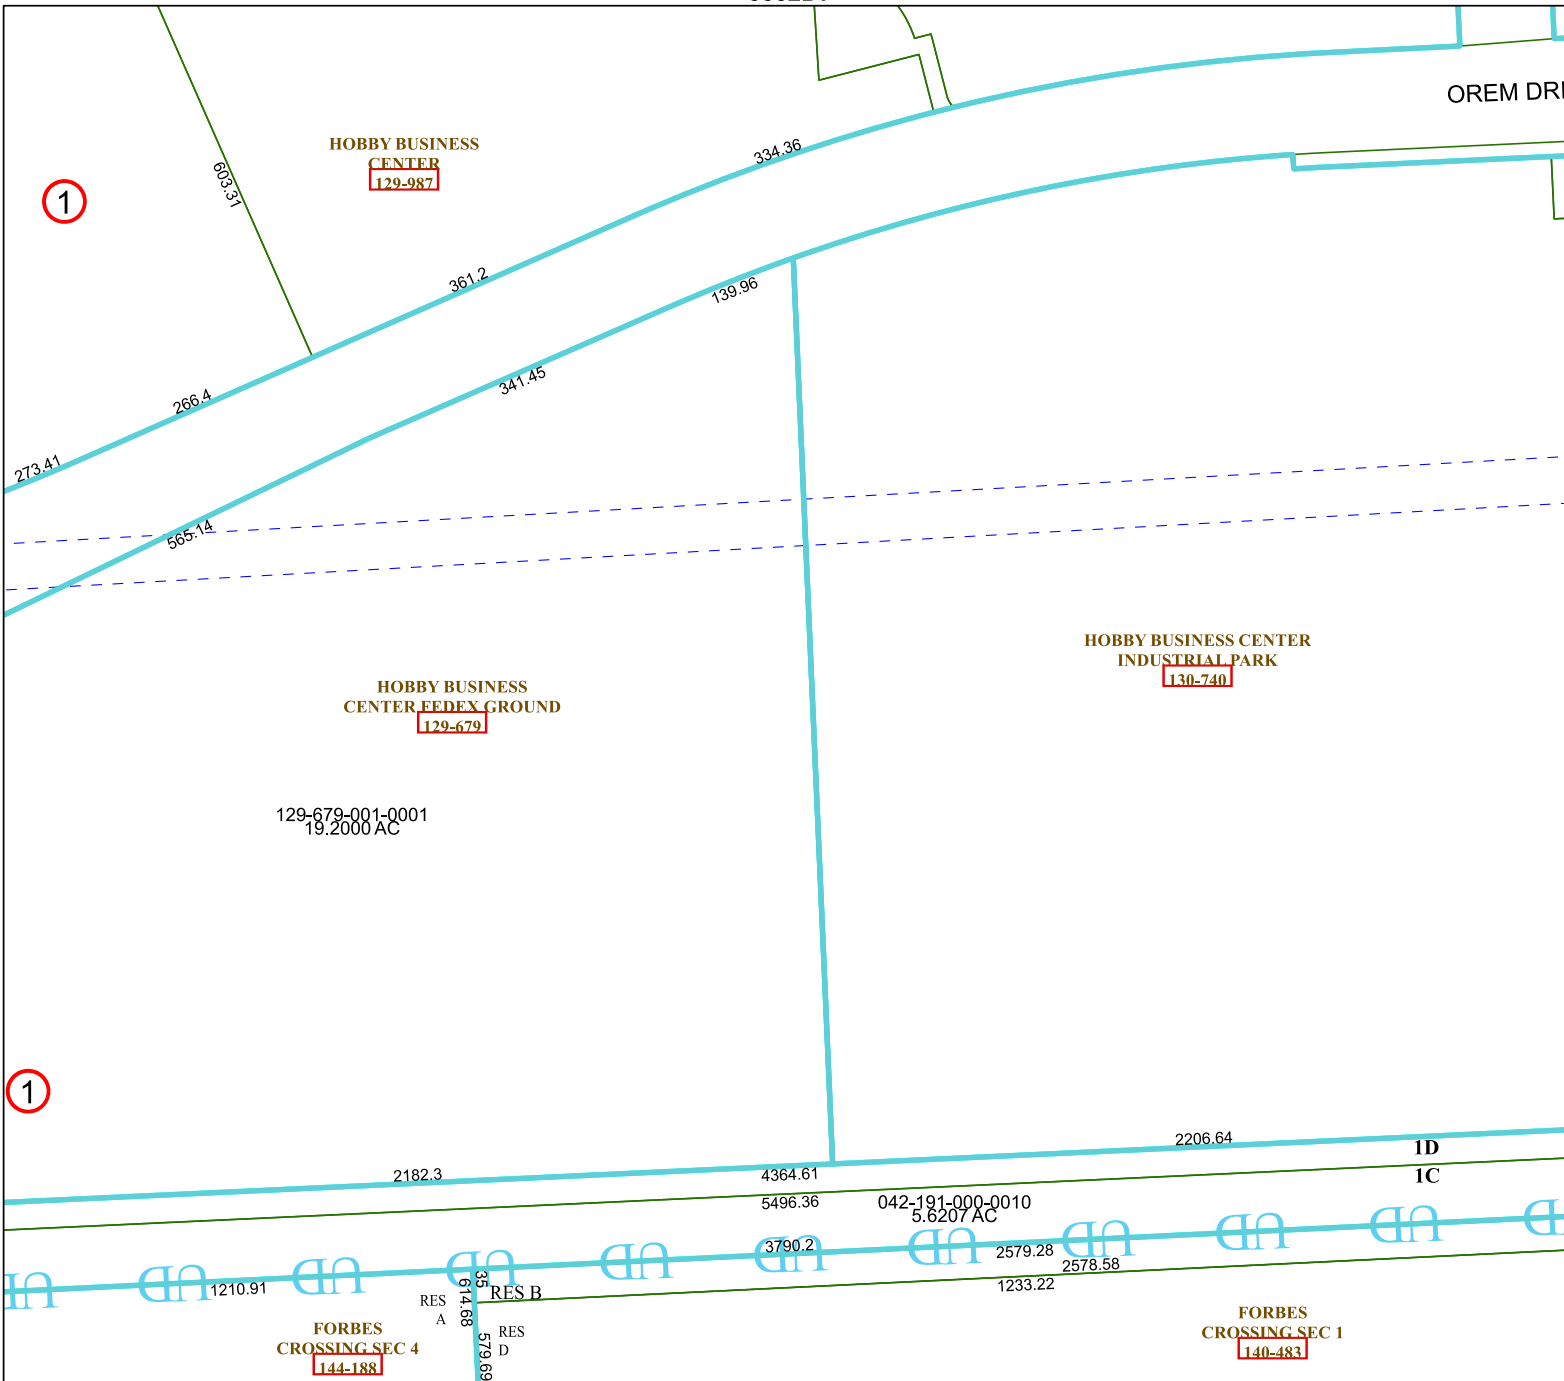 OREM DRI
HOBBY BUSINESS
CENTER
129-987
1
603.31
334.36
361.2
139.96
341.45
266.4
273.41
565.14
HOBBY BUSINESS CENTER
INDUSTRIAL PARK
130-740
HOBBY BUSINESS
CENTER FEDEX GROUND
129-679
129-679-001-0001
19.2000 AC
1
2206.64
1D
2182.3
4364.61
1C
5496.36
042-191-000-0010
5.6207 AC
3790.2
2579.28
2578.58
1210.91
35
614.68
RES B
1233.22
RES
A
RES
D
579.69
FORBES
CROSSING SEC 4
144-188
FORBES
CROSSING SEC 1
140-483